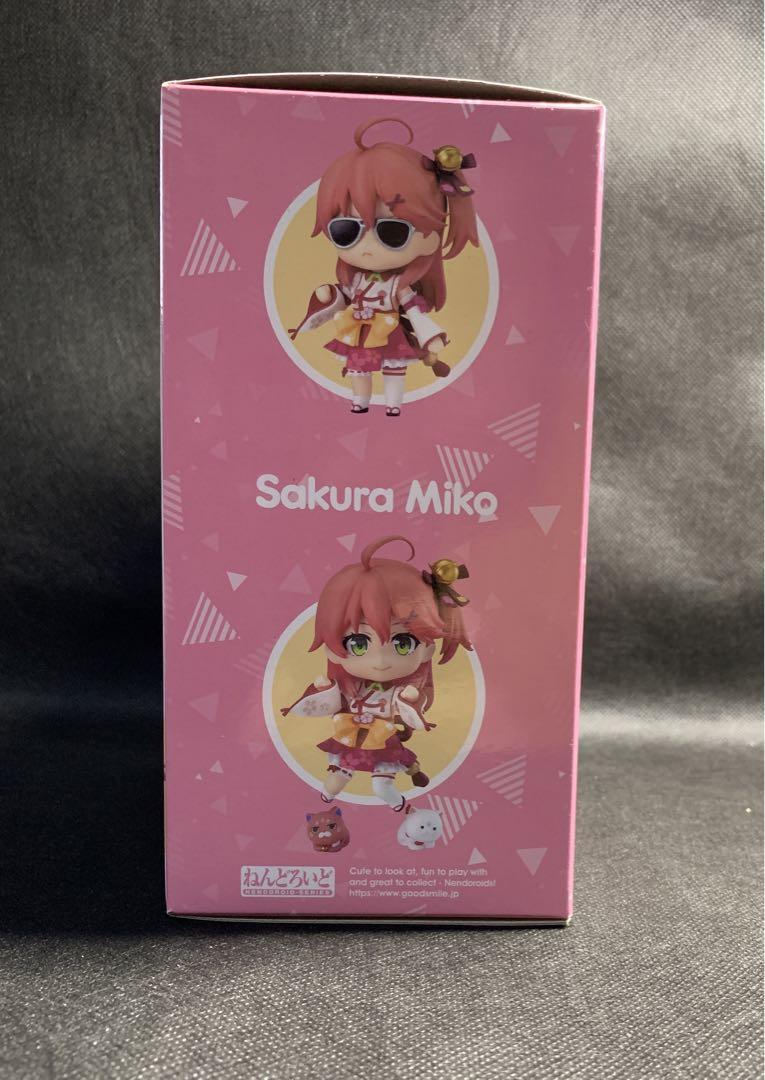 Sakura Miko
ねんどろいど
NENDOROID SERIES
Cute to look at, fun to play with
and great to collect - Nendoroids!
https://www.goodsmile.jp